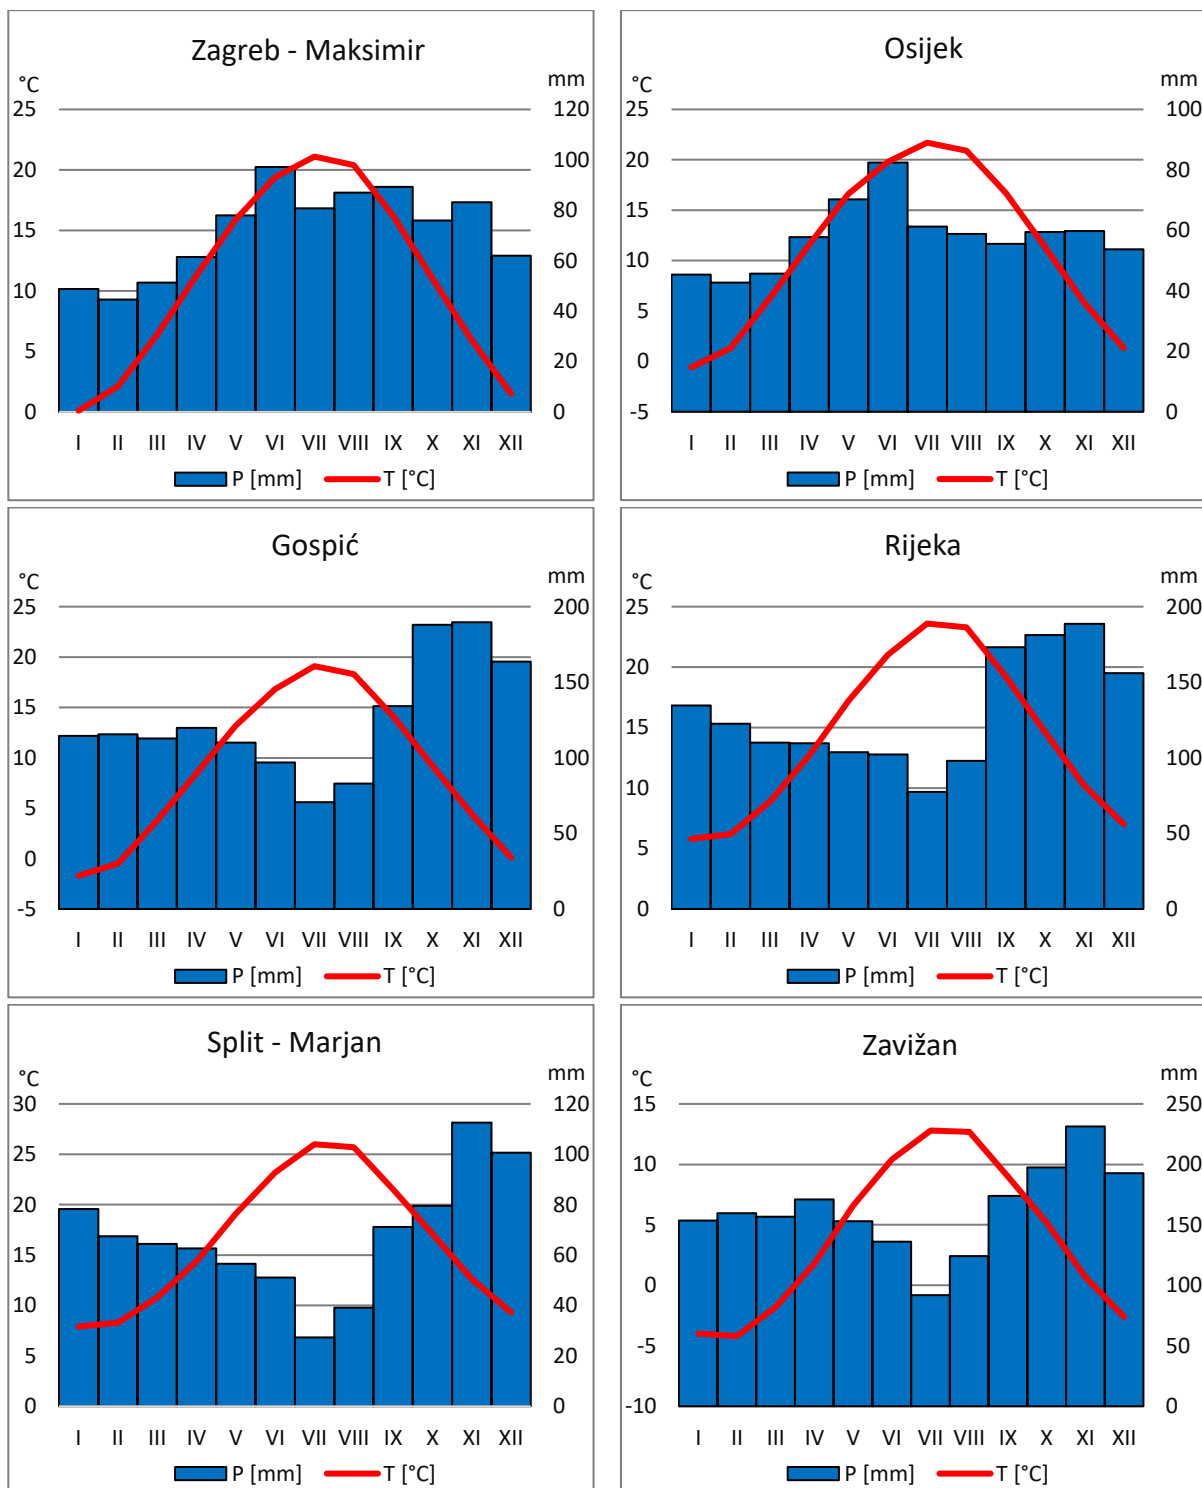 Zagreb - Maksimir
°C
mm
25
120
20
100
15
80
10
60
5
40
20
0
0
I II III IV V VI VII VIII IX X XI XII
P [mm] T [°C]
Osijek
°C
mm
25
100
20
80
15
10
60
5
40
0
20
-5
0
I II III IV V VI VII VIII IX X XI XII
P [mm] T [°C]
Gospić
°C
mm
25
200
20
150
15
10
100
5
0
50
-5
0
I II III IV V VI VII VIII IX X XI XII
P [mm] T [°C]
Rijeka
°C
mm
25
200
20
150
15
100
10
5
50
0
0
I II III IV V VI VII VIII IX X XI XII
P [mm] T [°C]
Split - Marjan
°C
mm
30
120
25
100
20
80
15
60
10
40
5
20
0
0
I II III IV V VI VII VIII IX X XI XII
P [mm] T [°C]
Zavižan
°C
mm
15
250
10
200
5
150
0
100
-5
50
-10
0
I II III IV V VI VII VIII IX X XI XII
P [mm] T [°C]